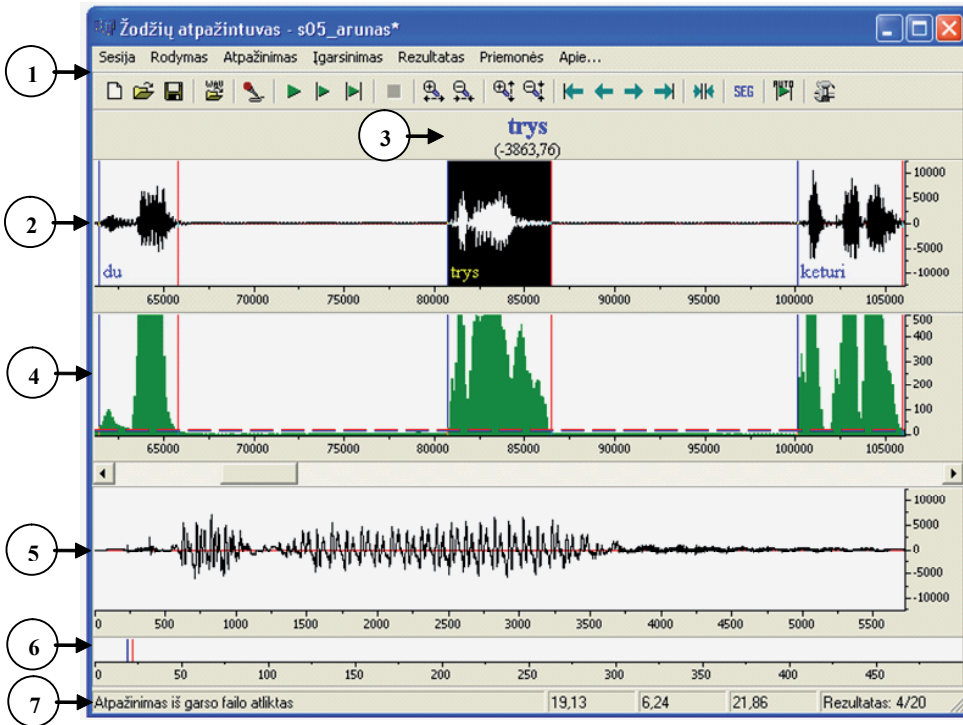 Žodžių atpažintuvas - s05_arunas*
Sesija Rodymas Atpažinimas Įgarsinimas Rezultatas Priemonės Apie...
1
WAU SEG AUTO
3
trys
(-3863,76)
2
10000
5000
0
-5000
-10000
du trys keturi
65000 70000 75000 80000 85000 90000 95000 100000 105000
4
500
400
300
200
100
0
65000 70000 75000 80000 85000 90000 95000 100000 105000
5
10000
5000
0
-5000
-10000
0 500 1000 1500 2000 2500 3000 3500 4000 4500 5000 5500
6
0 50 100 150 200 250 300 350 400 450
7
Atpažinimas iš garso failo atliktas 19,13 6,24 21,86 Rezultatas: 4/20